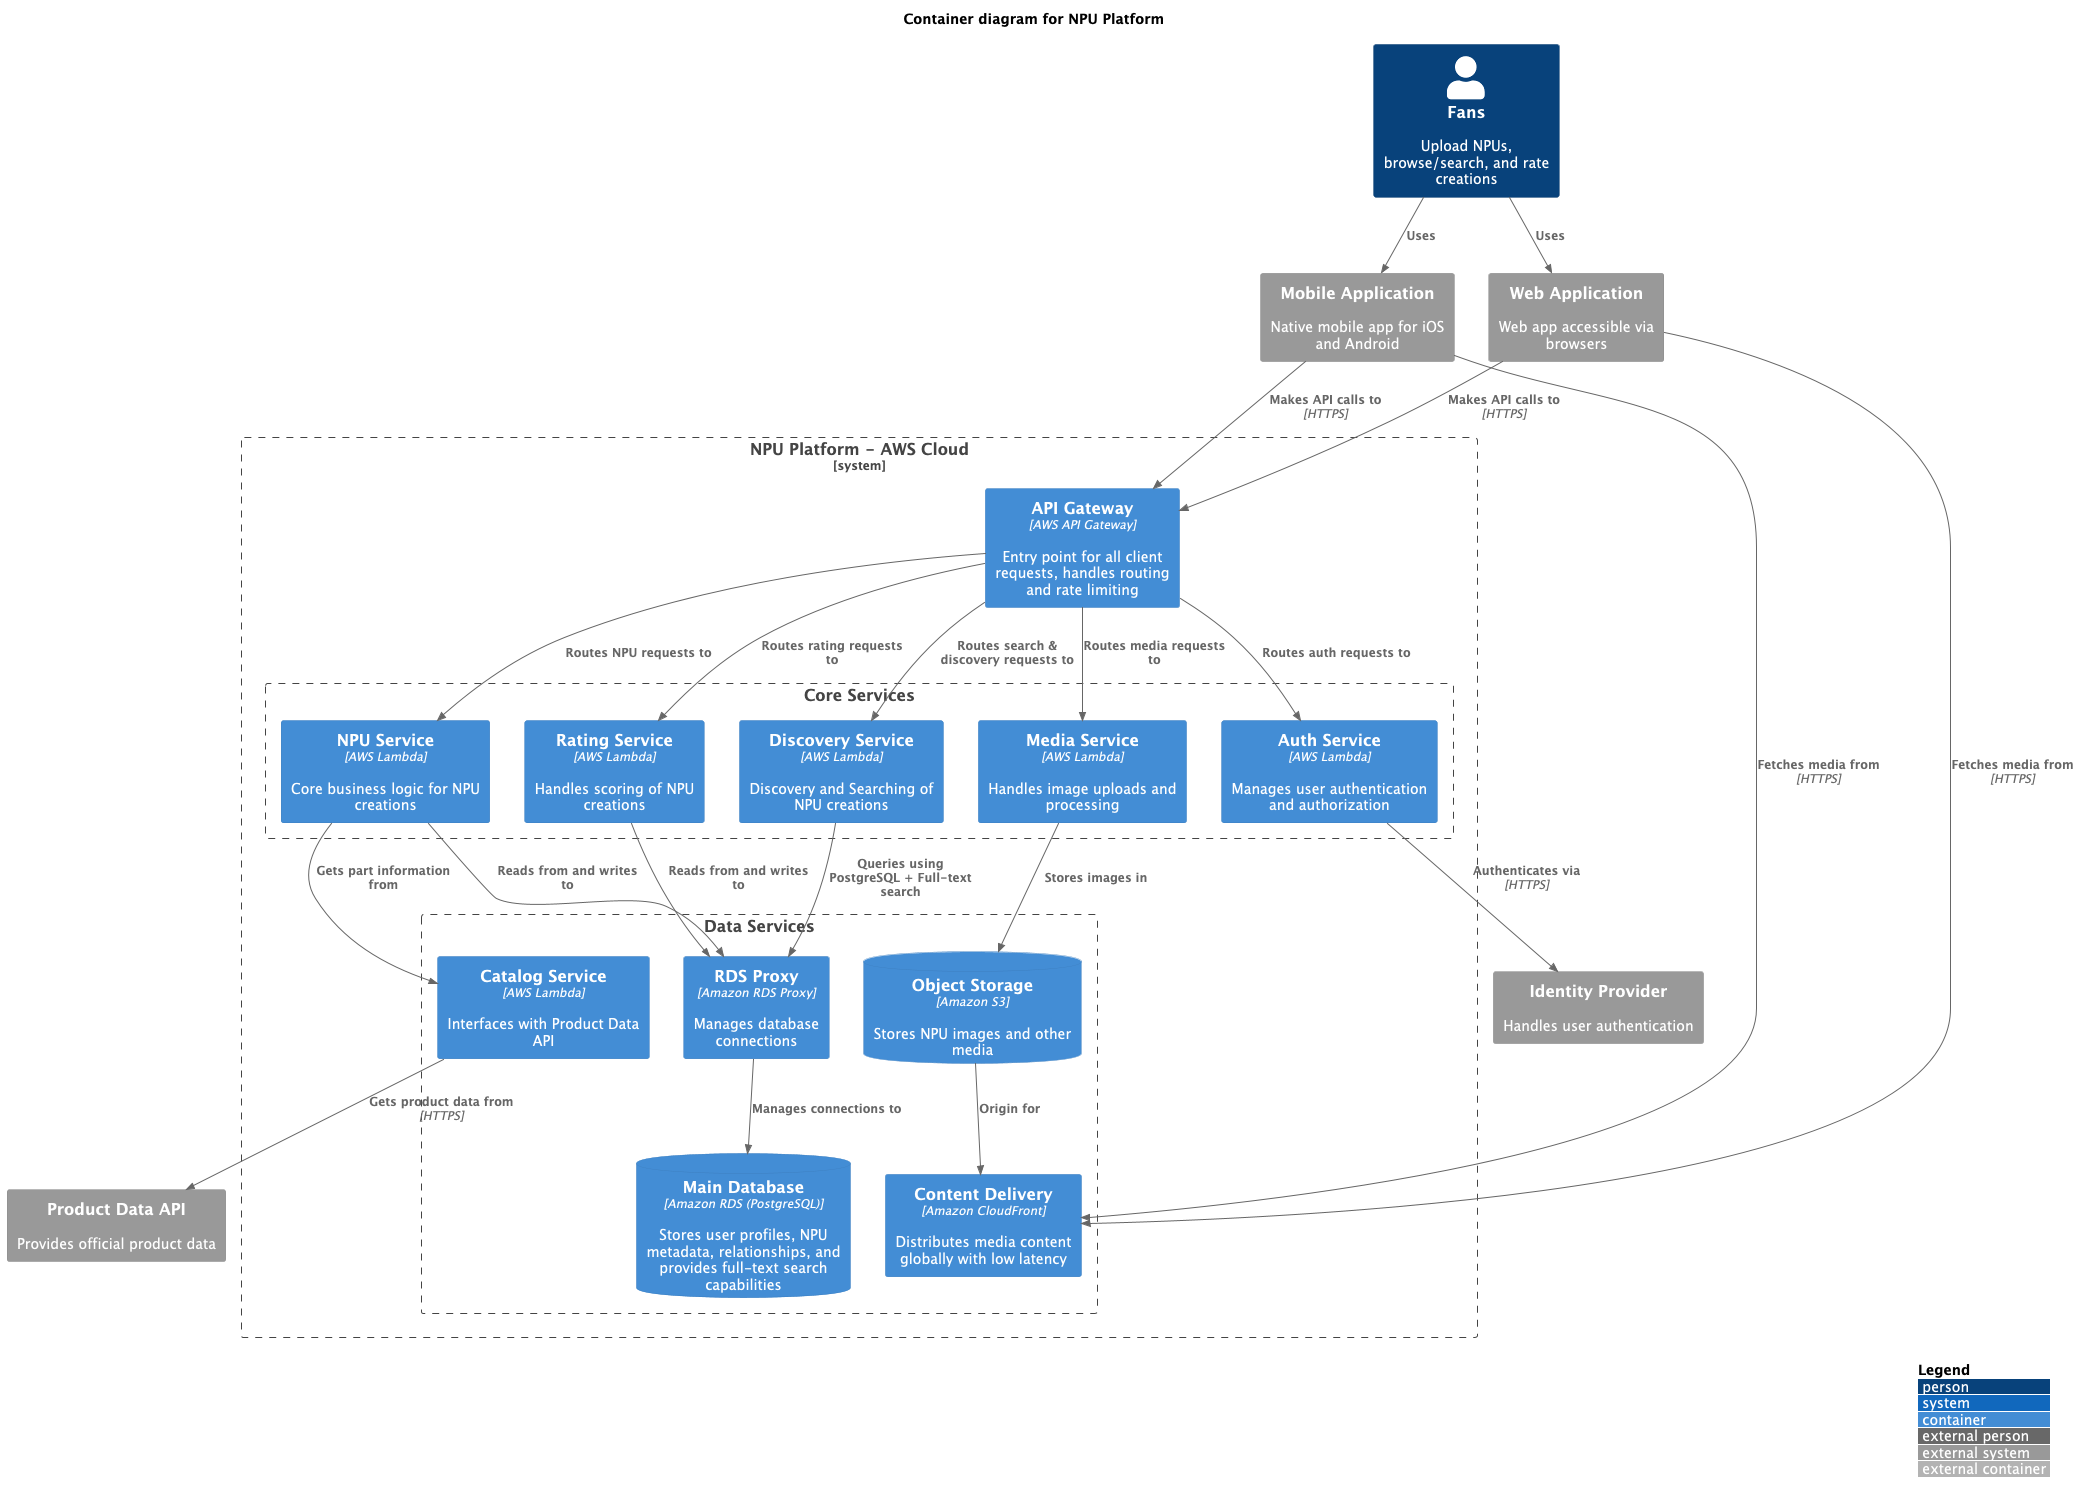 Container diagram for NPU Platform
Fans
Upload NPUs,
browse/search, and rate
creations
Uses
Uses
Mobile Application
Native mobile app for iOS
and Android
Web Application
Web app accessible via
browsers
Makes API calls to
[HTTPS]
Makes API calls to
[HTTPS]
NPU Platform - AWS Cloud
[system]
API Gateway
[AWS API Gateway]
Entry point for all client
requests, handles routing
and rate limiting
Routes NPU requests to
Routes rating requests
to
Routes search &
discovery requests to
Routes media requests
to
Routes auth requests to
Core Services
NPU Service
[AWS Lambda]
Core business logic for NPU
creations
Rating Service
[AWS Lambda]
Handles scoring of NPU
creations
Discovery Service
[AWS Lambda]
Discovery and Searching of
NPU creations
Media Service
[AWS Lambda]
Handles image uploads and
processing
Auth Service
[AWS Lambda]
Manages user authentication
and authorization
Fetches media from
[HTTPS]
Fetches media from
[HTTPS]
Gets part information
from
Reads from and writes
to
Reads from and writes
to
Queries using
PostgreSQL + Full-text
search
Stores images in
Authenticates via
[HTTPS]
Data Services
Catalog Service
[AWS Lambda]
Interfaces with Product Data
API
RDS Proxy
[Amazon RDS Proxy]
Manages database
connections
Object Storage
[Amazon S3]
Stores NPU images and other
media
Identity Provider
Handles user authentication
Gets product data from
[HTTPS]
Manages connections to
Origin for
Product Data API
Provides official product data
Main Database
[Amazon RDS (PostgreSQL)]
Stores user profiles, NPU
metadata, relationships, and
provides full-text search
capabilities
Content Delivery
[Amazon CloudFront]
Distributes media content
globally with low latency
Legend
person
system
container
external person
external system
external container